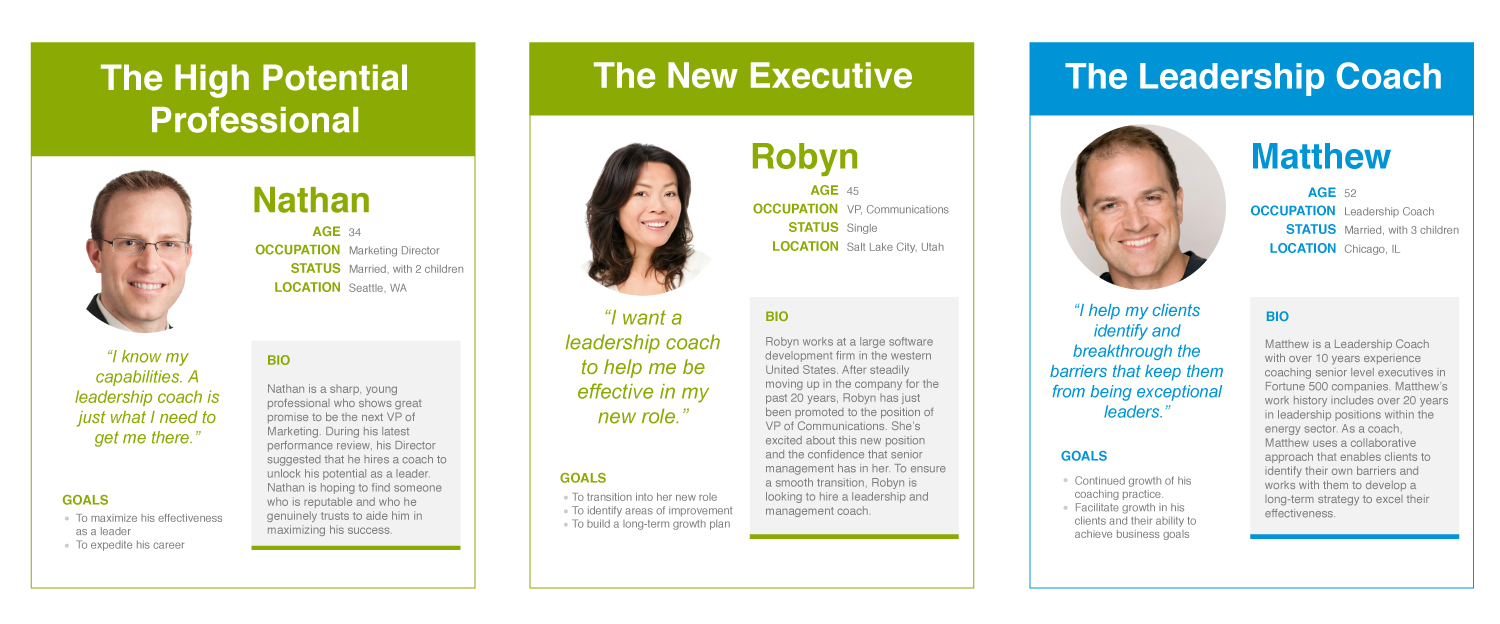 The High Potential
Professional
Nathan
AGE 34
OCCUPATION Marketing Director
STATUS Married, with 2 children
LOCATION Seattle, WA
“I know my
capabilities. A
leadership coach is
just what I need to
get me there.”
GOALS
• To maximize his effectiveness
as a leader
• To expedite his career
BIO
Nathan is a sharp, young
professional who shows great
promise to be the next VP of
Marketing. During his latest
performance review, his Director
suggested that he hires a coach to
unlock his potential as a leader.
Nathan is hoping to find someone
who is reputable and who he
genuinely trusts to aide him in
maximizing his success.
The New Executive
Robyn
AGE 45
OCCUPATION VP, Communications
STATUS Single
LOCATION Salt Lake City, Utah
“I want a
leadership coach
to help me be
effective in my
new role.”
GOALS
• To transition into her new role
• To identify areas of improvement
• To build a long-term growth plan
BIO
Robyn works at a large software
development firm in the western
United States. After steadily
moving up in the company for the
past 20 years, Robyn has just
been promoted to the position of
VP of Communications. She’s
excited about this new position
and the confidence that senior
management has in her. To ensure
a smooth transition, Robyn is
looking to hire a leadership and
management coach.
The Leadership Coach
Matthew
AGE 52
OCCUPATION Leadership Coach
STATUS Married, with 3 children
LOCATION Chicago, IL
“I help my clients
identify and
breakthrough the
barriers that keep them
from being exceptional
leaders.”
GOALS
• Continued growth of his
coaching practice.
• Facilitate growth in his
clients and their ability to
achieve business goals
BIO
Matthew is a Leadership Coach
with over 10 years experience
coaching senior level executives in
Fortune 500 companies. Matthew’s
work history includes over 20 years
in leadership positions within the
energy sector. As a coach,
Matthew uses a collaborative
approach that enables clients to
identify their own barriers and
works with them to develop a
long-term strategy to excel their
effectiveness.